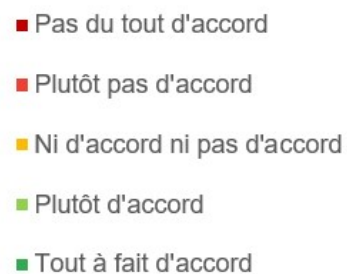 Pas du tout d'accord
Plutôt pas d'accord
Ni d'accord ni pas d'accord
Plutôt d'accord
Tout à fait d'accord